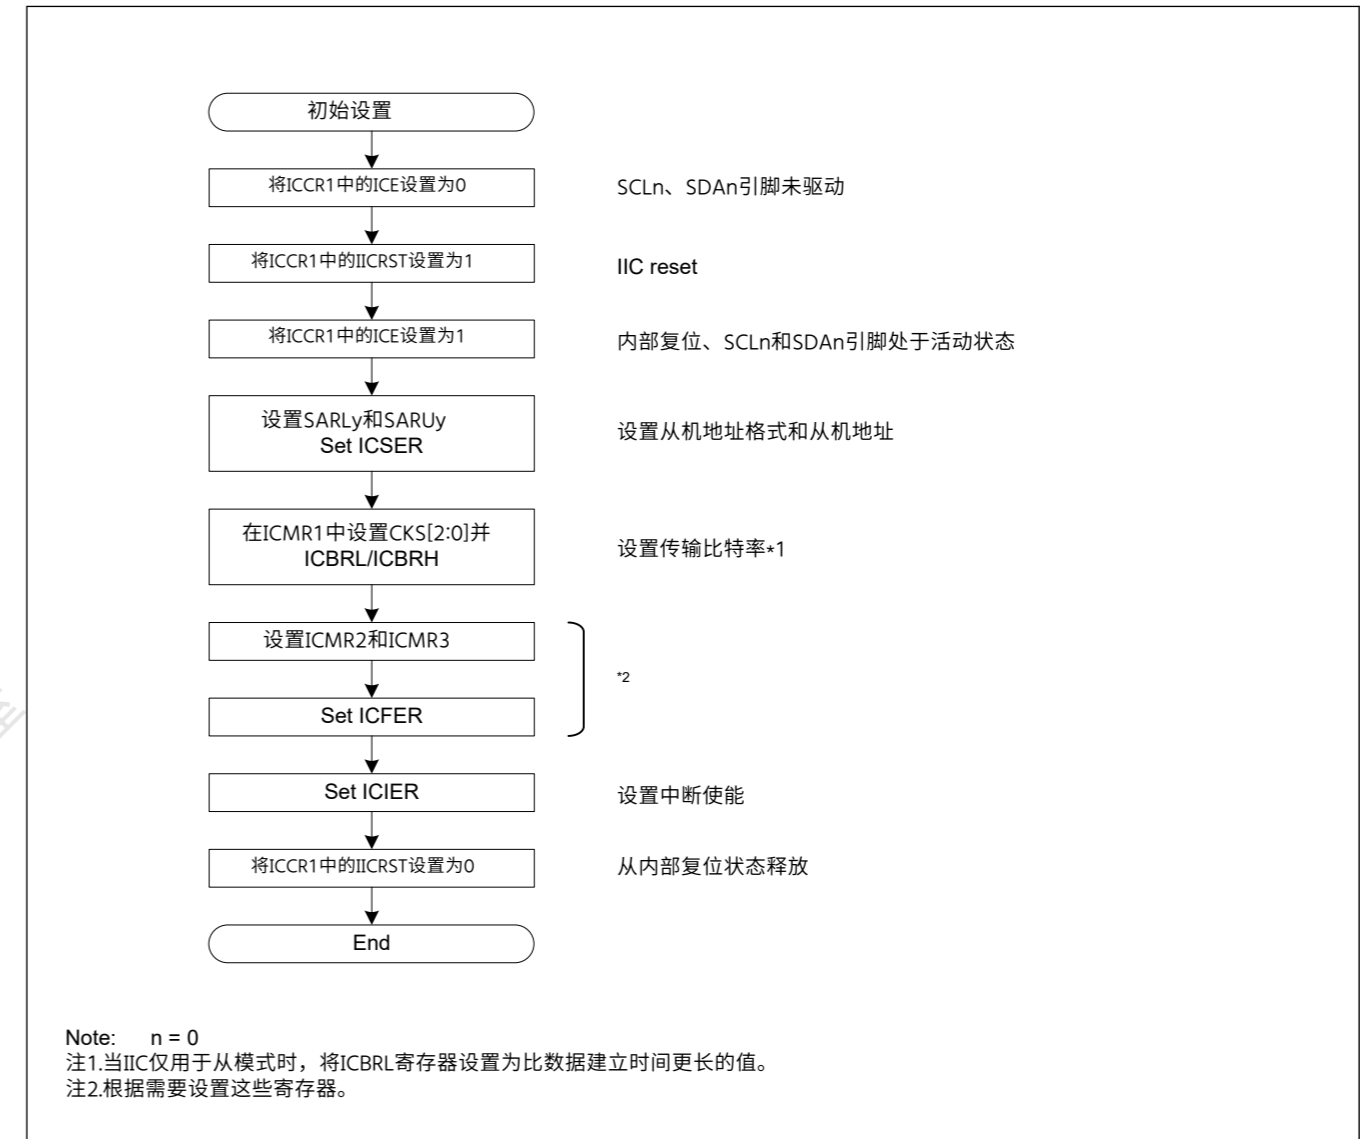 初始设置
将ICCR1中的ICE设置为0
SCLn、SDAn引脚未驱动
将ICCR1中的IICRST设置为1
IIC reset
将ICCR1中的ICE设置为1
内部复位、SCLn和SDAn引脚处于活动状态
设置SARLy和SARUy
Set ICSER
设置从机地址格式和从机地址
在ICMR1中设置CKS[2:0]并
ICBRL/ICBRH
设置传输比特率*1
设置ICMR2和ICMR3
*2
Set ICFER
Set ICIER
设置中断使能
将ICCR1中的IICRST设置为0
从内部复位状态释放
End
Note: n = 0
注1.当IIC仅用于从模式时，将ICBRL寄存器设置为比数据建立时间更长的值。
注2.根据需要设置这些寄存器。